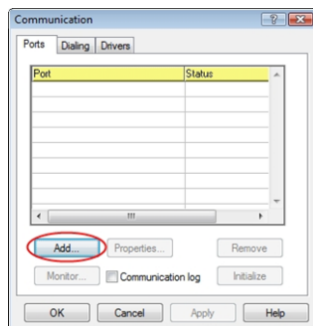 Communication
Ports Dialing Drivers
Port Status
Add... Properties... Remove
Monitor... Communication log Initialize
OK Cancel Apply Help